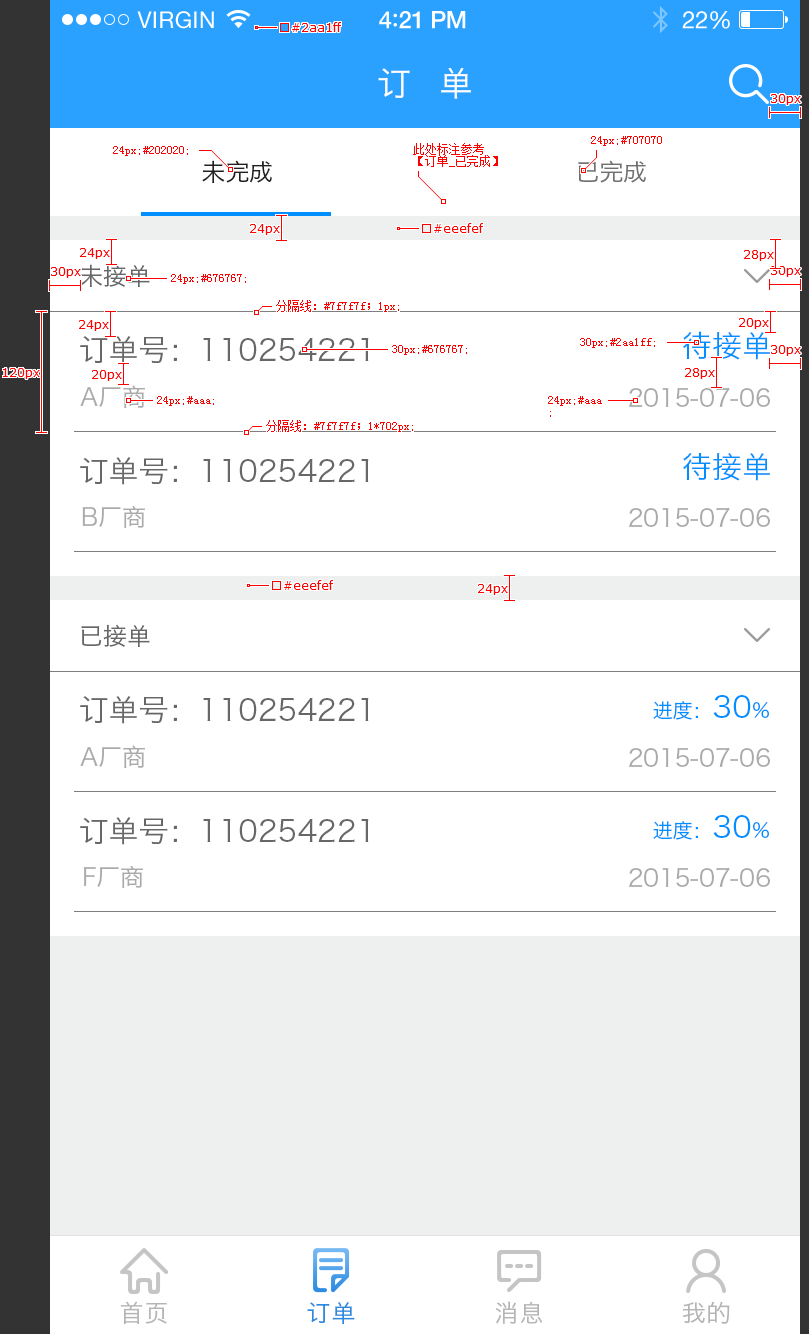 VIRGIN 4:21 PM 22%
#2aa1ff
订 单
30px
24px;#202020;
此处标注参考
【订单_已完成】
24px;#707070
未完成
已完成
24px
#eeefef
24px
28px
30px
未接单
24px;#676767;
30px
分隔线: #7f7f7f; 1px;
24px
20px
订单号：110254221
30px;#676767;
30px;#2aa1ff;
待接单
30px
120px
20px
28px
A厂商
24px;#aaa;
24px;#aaa
;
2015-07-06
分隔线: #7f7f7f; 1*702px;
订单号：110254221
待接单
B厂商
2015-07-06
#eeefef
24px
已接单
订单号：110254221
进度：30%
A厂商
2015-07-06
订单号：110254221
进度：30%
F厂商
2015-07-06
首页
订单
消息
我的